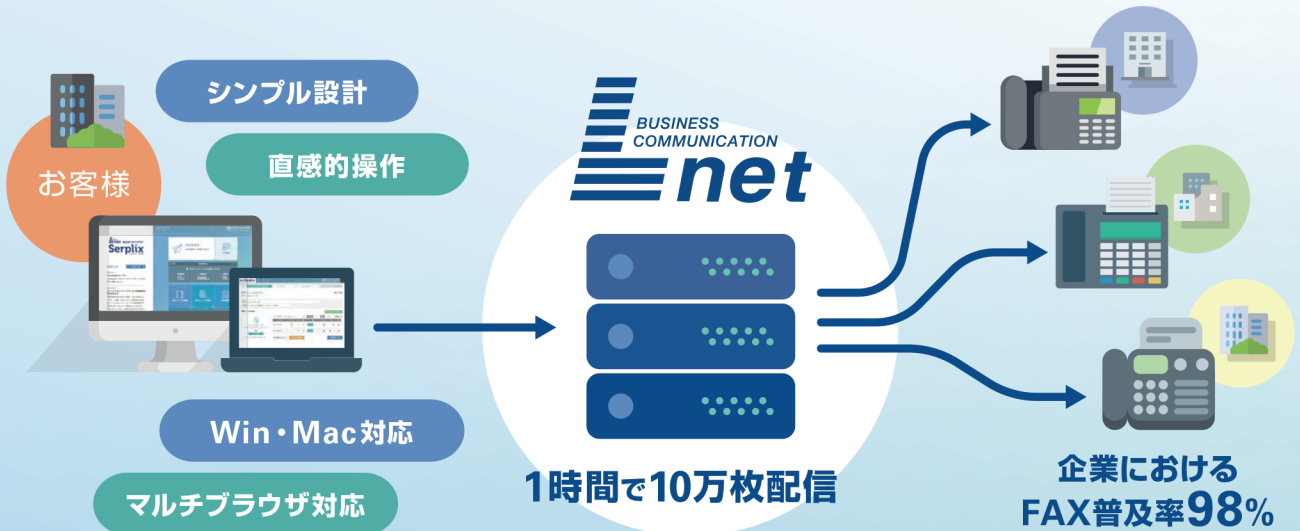 シンプル設計
直感的操作
お客様
Serplix
Win・Mac対応
マルチブラウザ対応
BUSINESS
COMMUNICATION
Lnet
1時間で10万枚配信
企業における
FAX普及率98%